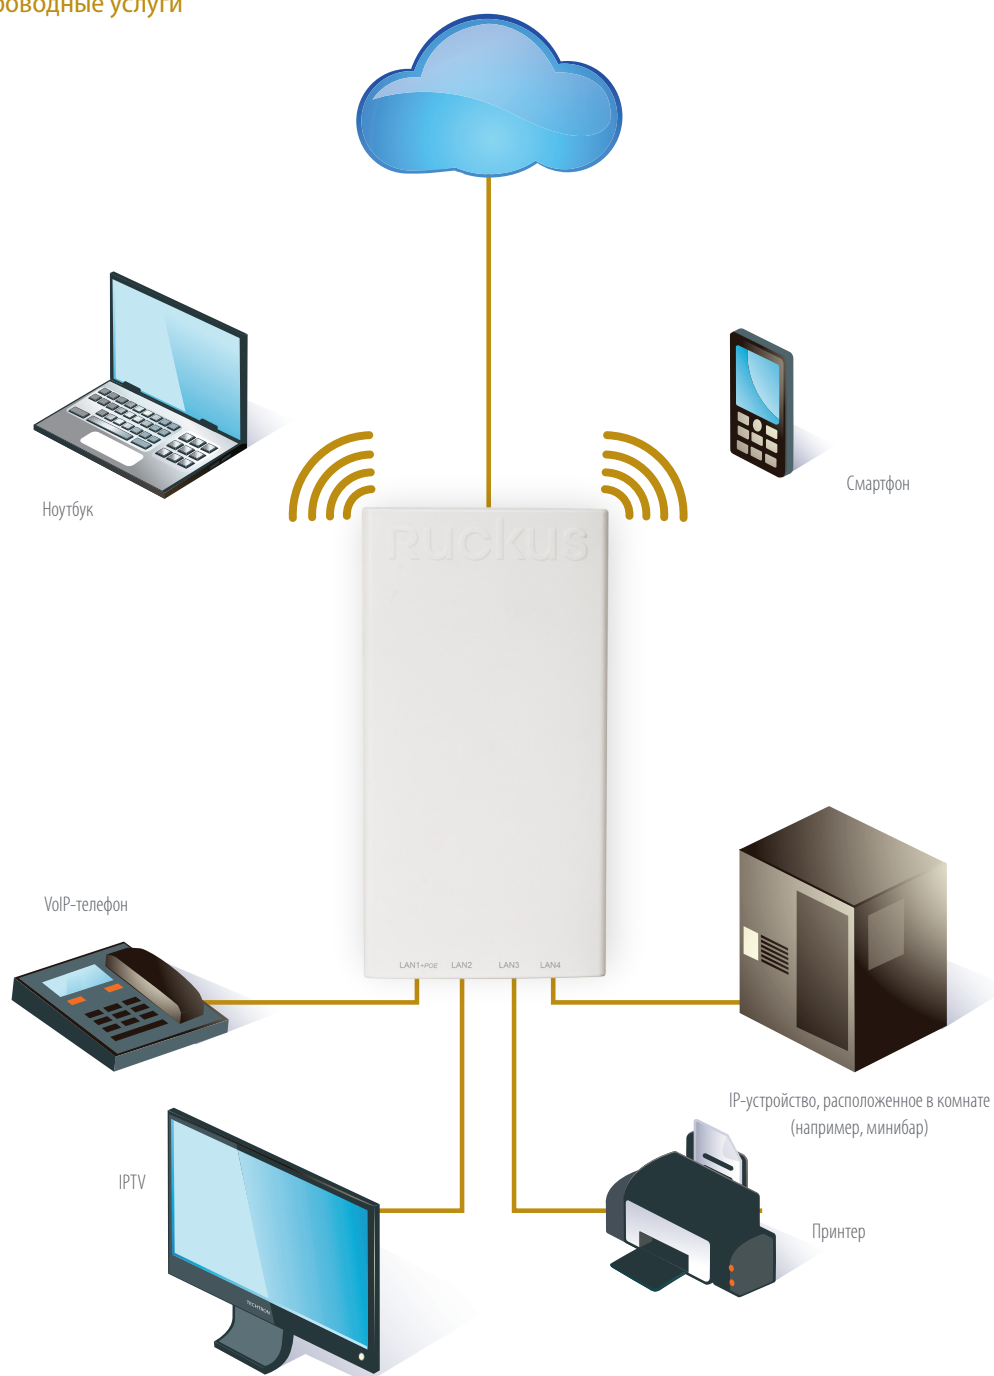 услуги
Ноутбук
Смартфон
Ruckus
VoIP-телефон
LAN1+POE LAN2 LAN3 LAN4
IP-устройство, расположенное в комнате
(например, минибар)
IPTV
Принтер
TECHTRON